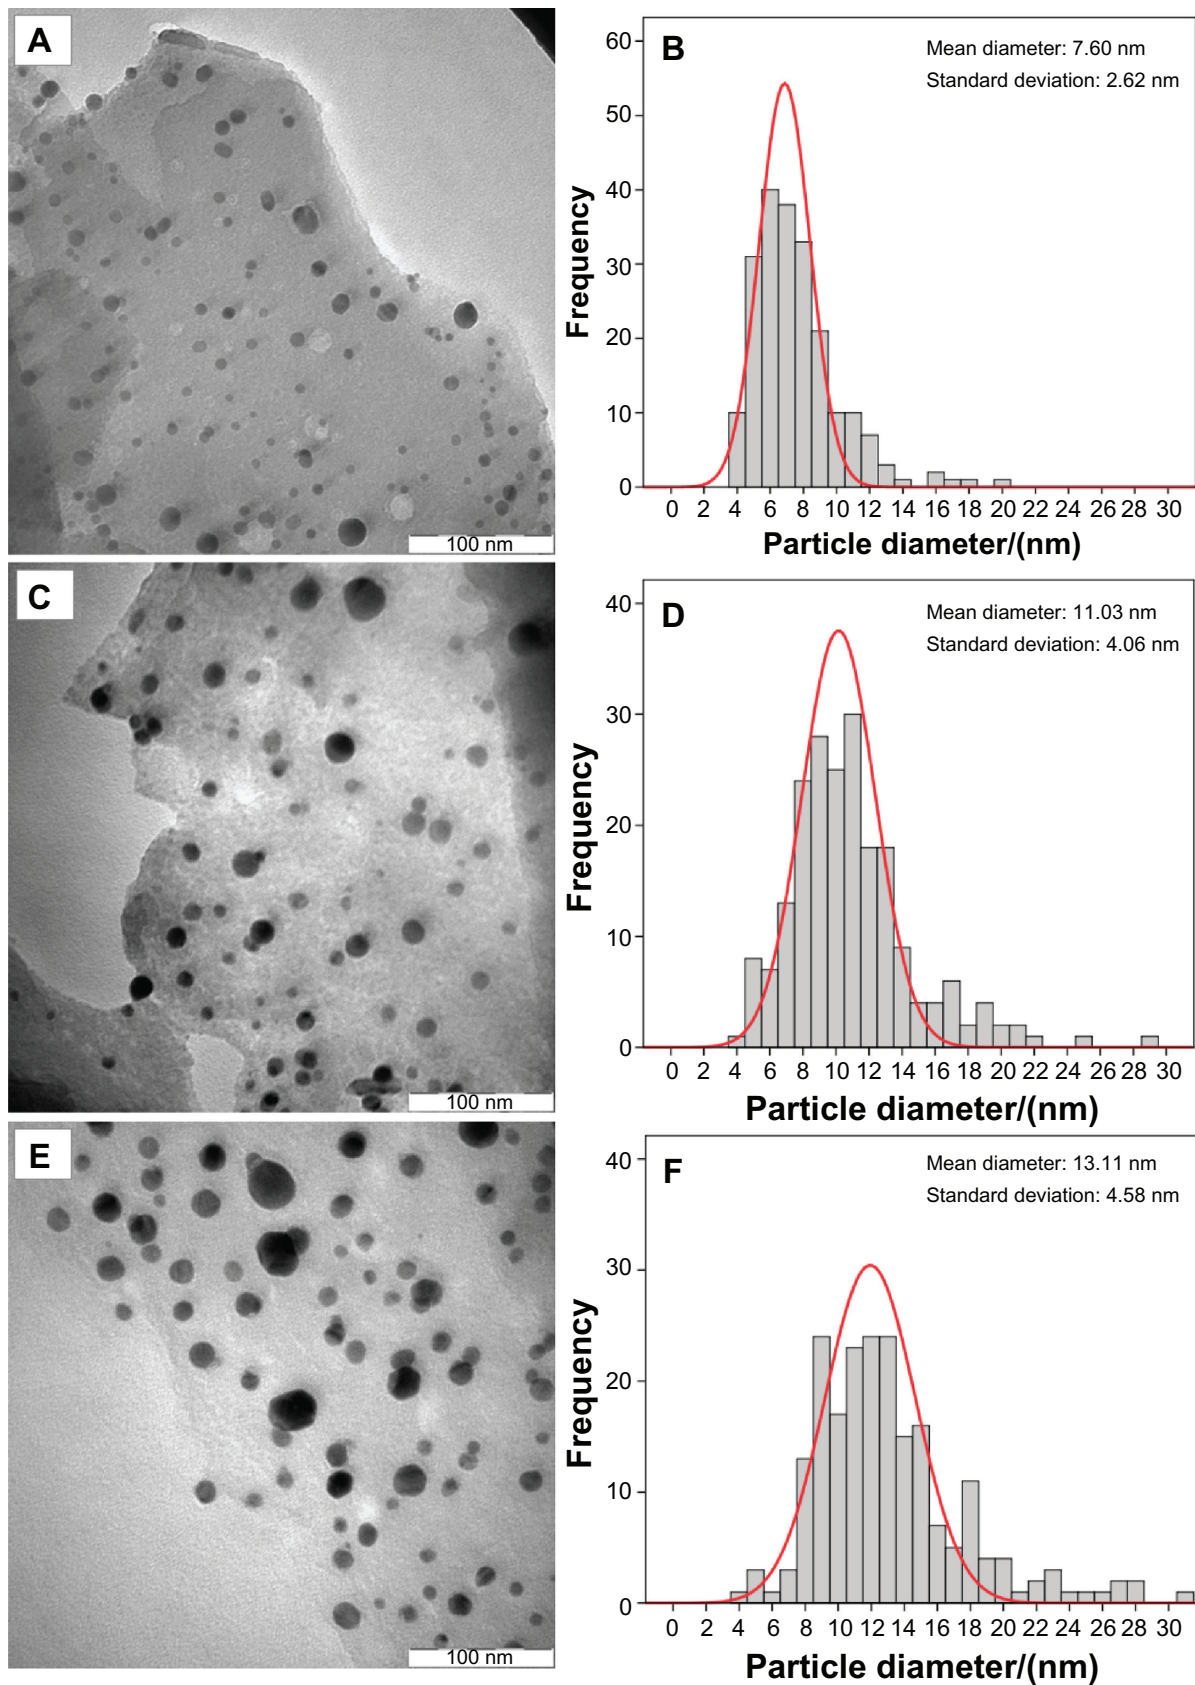 A
100 nm
B
Mean diameter: 7.60 nm
Standard deviation: 2.62 nm
Frequency
60
50
40
30
20
10
0
0 2 4 6 8 10 12 14 16 18 20 22 24 26 28 30
Particle diameter/(nm)
C
100 nm
D
Mean diameter: 11.03 nm
Standard deviation: 4.06 nm
Frequency
40
30
20
10
0
0 2 4 6 8 10 12 14 16 18 20 22 24 26 28 30
Particle diameter/(nm)
E
100 nm
F
Mean diameter: 13.11 nm
Standard deviation: 4.58 nm
Frequency
40
30
20
10
0
0 2 4 6 8 10 12 14 16 18 20 22 24 26 28 30
Particle diameter/(nm)